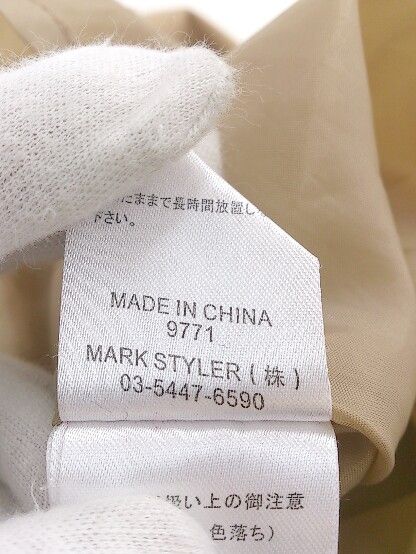 たままで長時間放置し
下さい。
MADE IN CHINA
9771
MARK STYLER(株)
03-5447-6590
扱い上の御注意
色落ち)